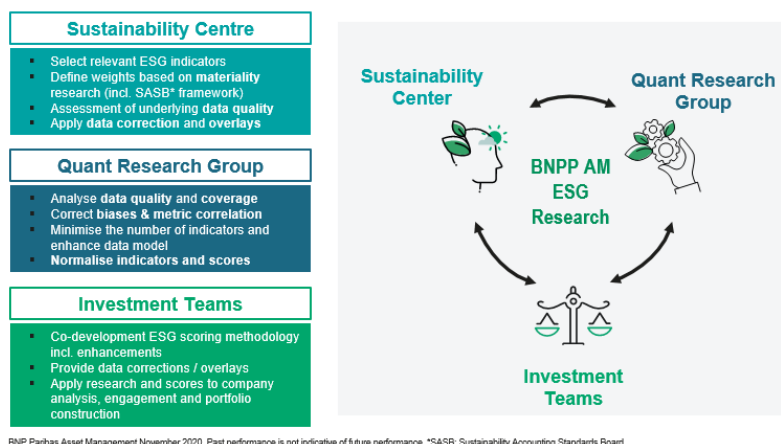 Sustainability Centre
▪ Select relevant ESG indicators
▪ Define weights based on materiality
research (incl. SASB* framework)
▪ Assessment of underlying data quality
▪ Apply data correction and overlays
Quant Research Group
▪ Analyse data quality and coverage
▪ Correct biases & metric correlation
▪ Minimise the number of indicators and
enhance data model
▪ Normalise indicators and scores
Investment Teams
▪ Co-development ESG scoring methodology
incl. enhancements
▪ Provide data corrections / overlays
▪ Apply research and scores to company
analysis, engagement and portfolio
construction
Sustainability
Center
Quant Research
Group
BNPP AM
ESG
Research
Investment
Teams
BNP Paribas Asset Management November 2020. Past performance is not indicative of future performance. *SASB: Sustainability Accounting Standards Board